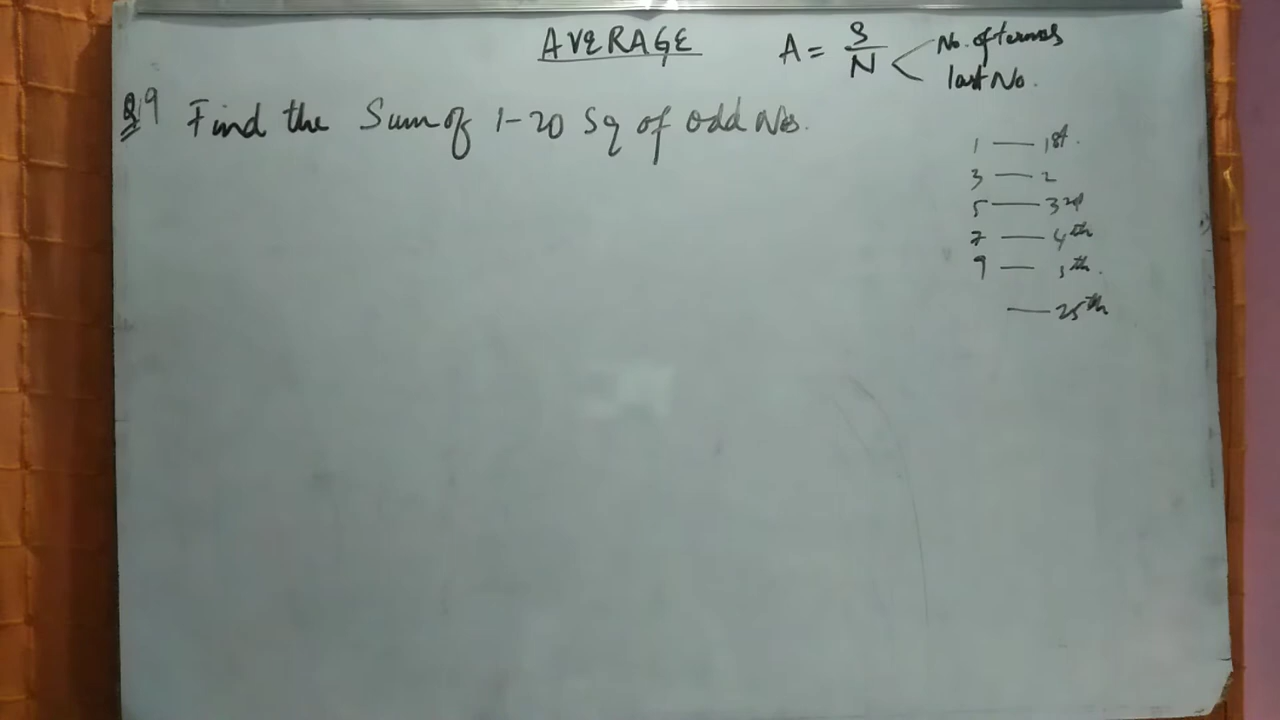 AVERAGE
A = S/N
No. of terms
last No.
Q9 Find the Sum of 1-20 Sq of odd Nos.
1 — 1st.
3 — 2
5 — 3rd
7 — 4th
9 — 5th.
— 25th